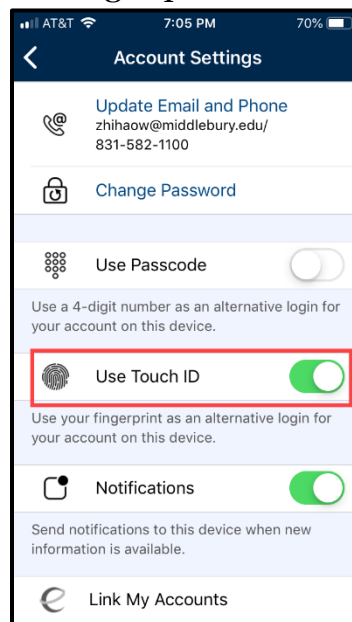 AT&T 7:05 PM 70%
Account Settings
Update Email and Phone
zhihaow@middlebury.edu/
831-582-1100
Change Password
Use Passcode
Use a 4-digit number as an alternative login for
your account on this device.
Use Touch ID
Use your fingerprint as an alternative login for
your account on this device.
Notifications
Send notifications to this device when new
information is available.
Link My Accounts